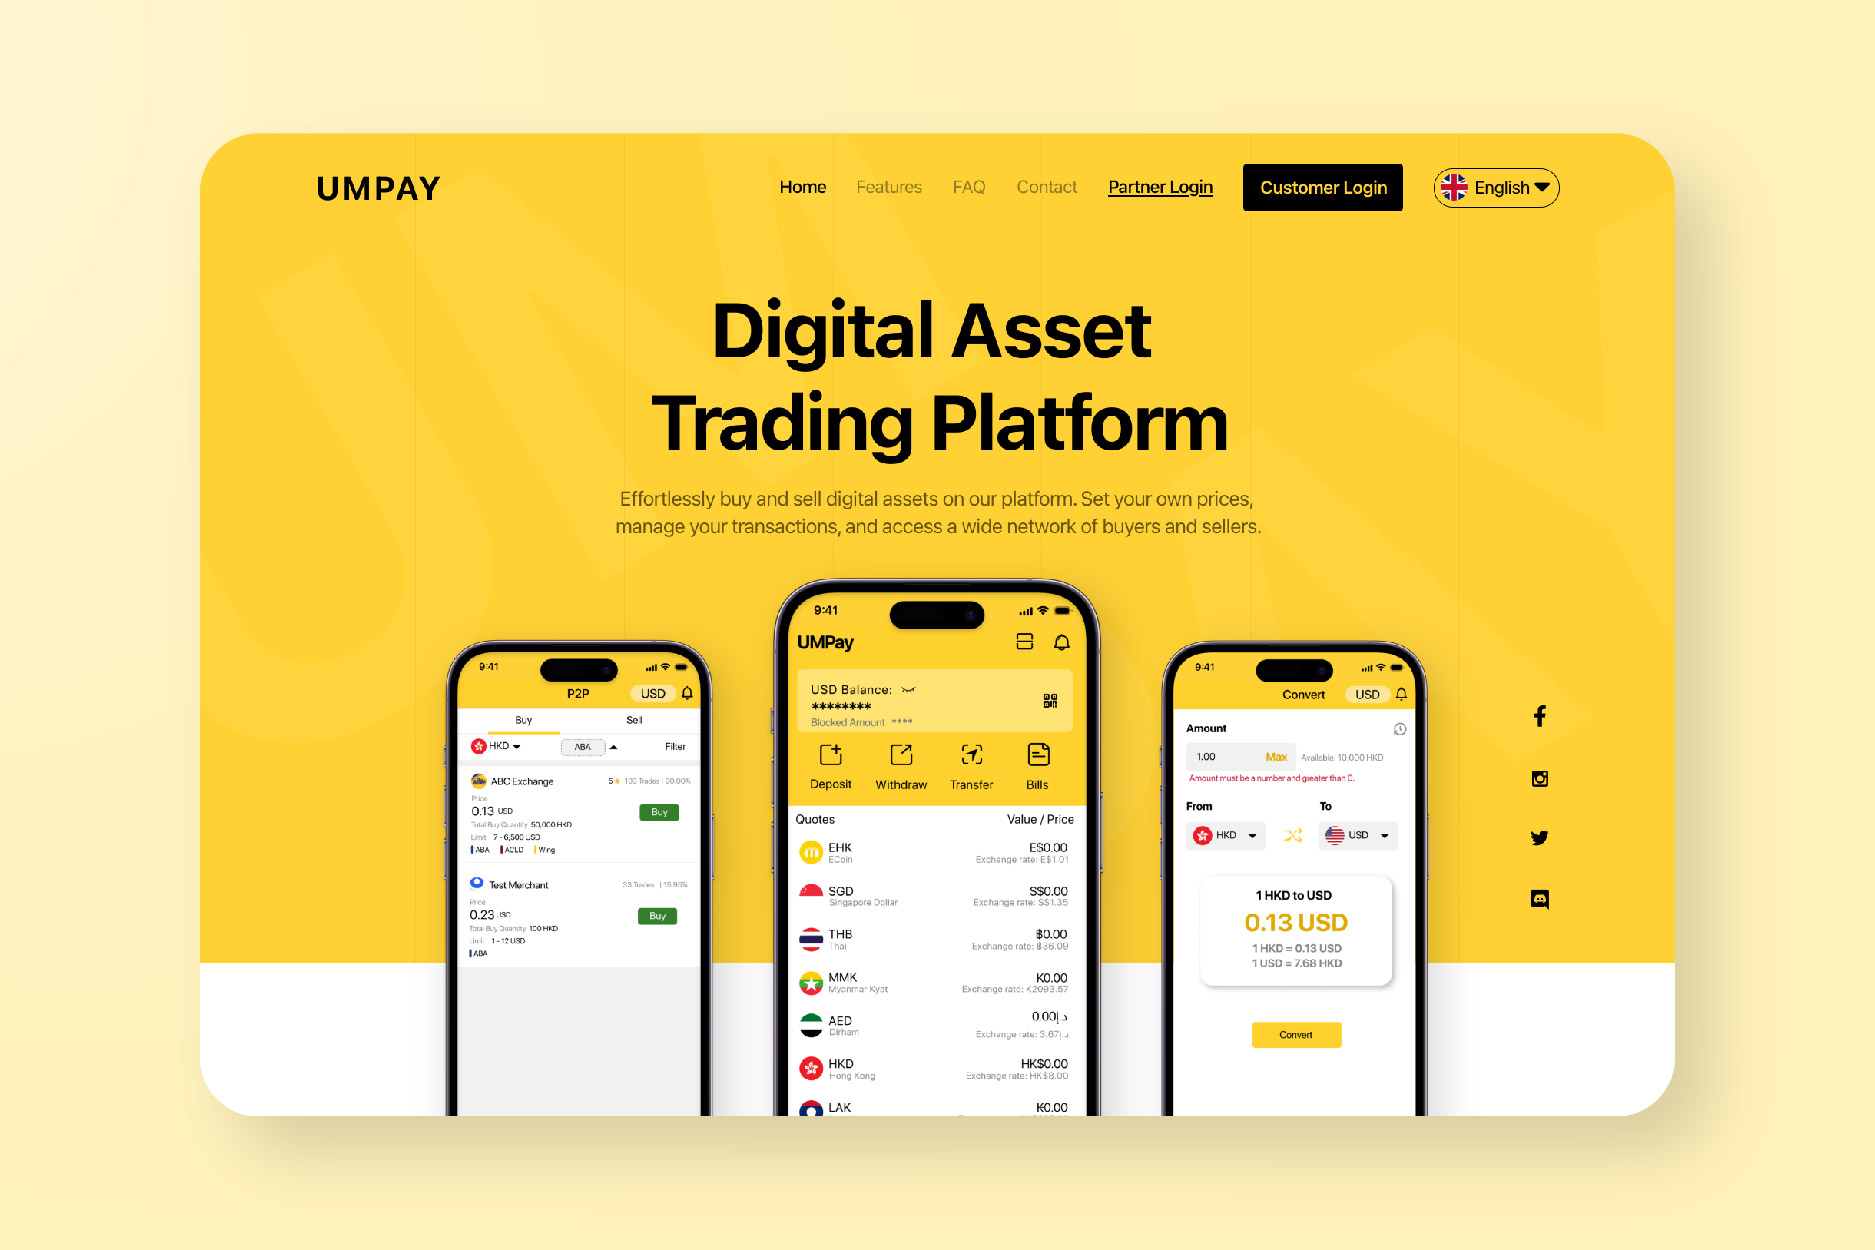 UMPAY
Home Features FAQ Contact Partner Login Customer Login English
Digital Asset
Trading Platform
Effortlessly buy and sell digital assets on our platform. Set your own prices,
manage your transactions, and access a wide network of buyers and sellers.
9:41
P2P USD
Buy Sell
HKD ABA Filter
ABC Exchange 5 103 Trades | 90.00%
Price
0.13 USD
Buy
Total Buy Quantity 50,000 HKD
Limit 7 - 6,500 USD
ABA ACLD Wing
Test Merchant 33 Trades | 15.95%
Price
0.23 USD
Buy
Total Buy Quantity 100 HKD
Limit 1 - 12 USD
ABA
9:41
UMPay
USD Balance:
********
Blocked Amount ****
Deposit Withdraw Transfer Bills
Quotes Value / Price
EHK E$0.00
ECoin Exchange rate: E$1.01
SGD S$0.00
Singapore Dollar Exchange rate: S$1.35
THB ฿0.00
Thai Exchange rate: ฿36.09
MMK K0.00
Myanmar Kyat Exchange rate: K2093.57
AED 0.00د.إ
Dirham Exchange rate: 3.67د.إ
HKD HK$0.00
Hong Kong Exchange rate: HK$8.00
LAK ₭0.00
9:41
Convert USD
Amount
1.00 Max Available: 10,000 HKD
Amount must be a number and greater than 0.
From To
HKD USD
1 HKD to USD
0.13 USD
1 HKD = 0.13 USD
1 USD = 7.68 HKD
Convert